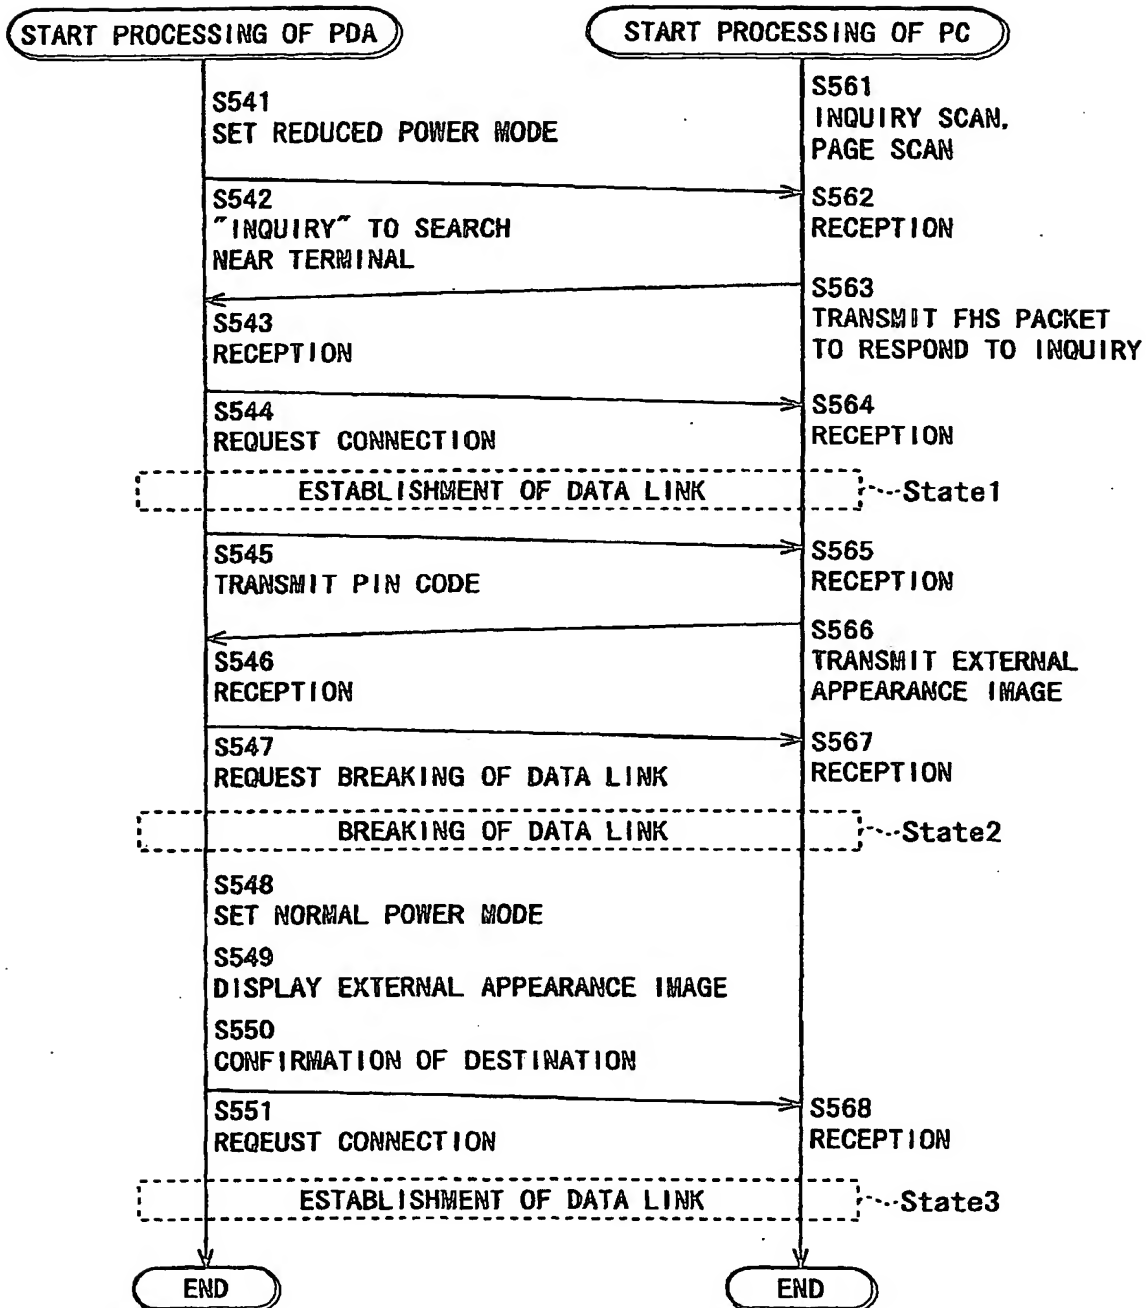 START PROCESSING OF PDA
START PROCESSING OF PC
S541
SET REDUCED POWER MODE
S561
INQUIRY SCAN,
PAGE SCAN
S542
"INQUIRY" TO SEARCH
NEAR TERMINAL
S562
RECEPTION
S543
RECEPTION
S563
TRANSMIT FHS PACKET
TO RESPOND TO INQUIRY
S544
REQUEST CONNECTION
S564
RECEPTION
ESTABLISHMENT OF DATA LINK
State1
S545
TRANSMIT PIN CODE
S565
RECEPTION
S546
RECEPTION
S566
TRANSMIT EXTERNAL
APPEARANCE IMAGE
S547
REQUEST BREAKING OF DATA LINK
S567
RECEPTION
BREAKING OF DATA LINK
State2
S548
SET NORMAL POWER MODE
S549
DISPLAY EXTERNAL APPEARANCE IMAGE
S550
CONFIRMATION OF DESTINATION
S551
REQEUST CONNECTION
S568
RECEPTION
ESTABLISHMENT OF DATA LINK
State3
END
END